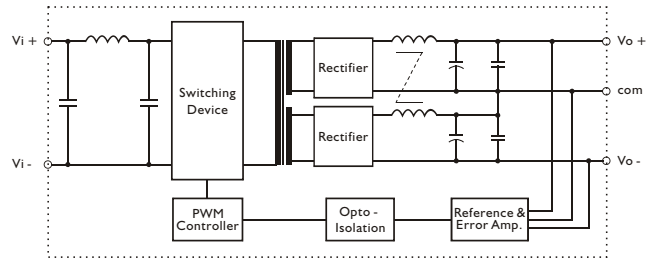 Vi +
Vo +
Rectifier
Switching
Device
com
Rectifier
Vi -
Vo -
PWM
Controller
Opto -
Isolation
Reference &
Error Amp.